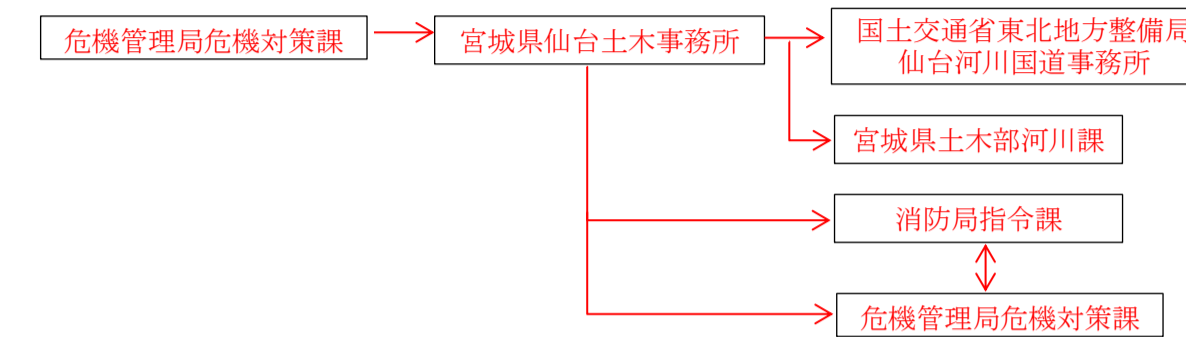 危機管理局危機対策課
宮城県仙台土木事務所
国土交通省東北地方整備局
仙台河川国道事務所
宮城県土木部河川課
消防局指令課
危機管理局危機対策課